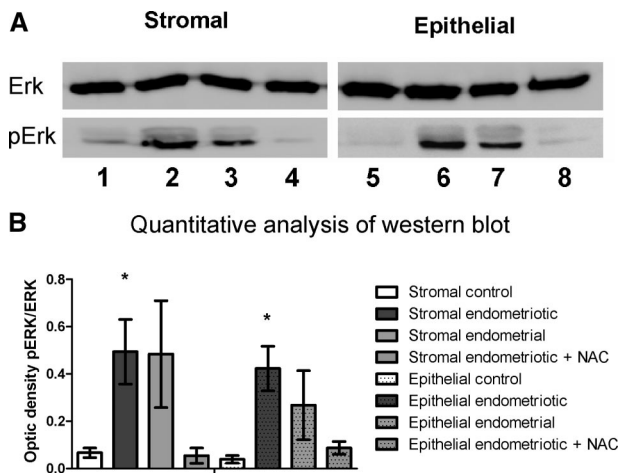 A
Stromal
Epithelial
Erk
pErk
1 2 3 4 5 6 7 8
B
Quantitative analysis of western blot
Optic density pERK/ERK
0.8
0.6
0.4
0.2
0.0
*
*
Stromal control
Stromal endometriotic
Stromal endometrial
Stromal endometriotic + NAC
Epithelial control
Epithelial endometriotic
Epithelial endometrial
Epithelial endometriotic + NAC